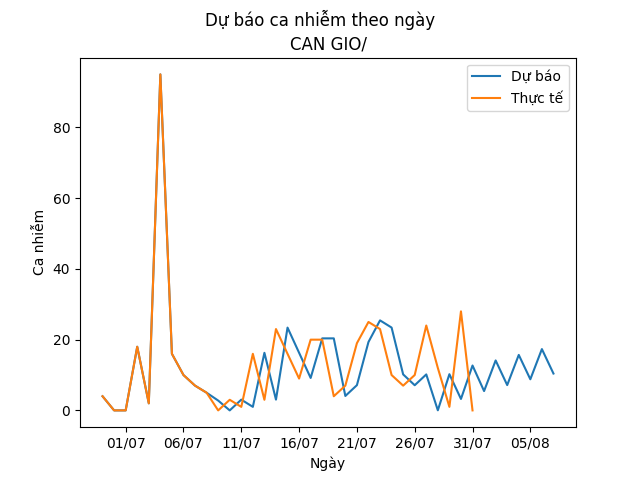 Dự báo ca nhiễm theo ngày
CAN GIO/
Dự báo
Thực tế
Ca nhiễm
80
60
40
20
0
01/07 06/07 11/07 16/07 21/07 26/07 31/07 05/08
Ngày